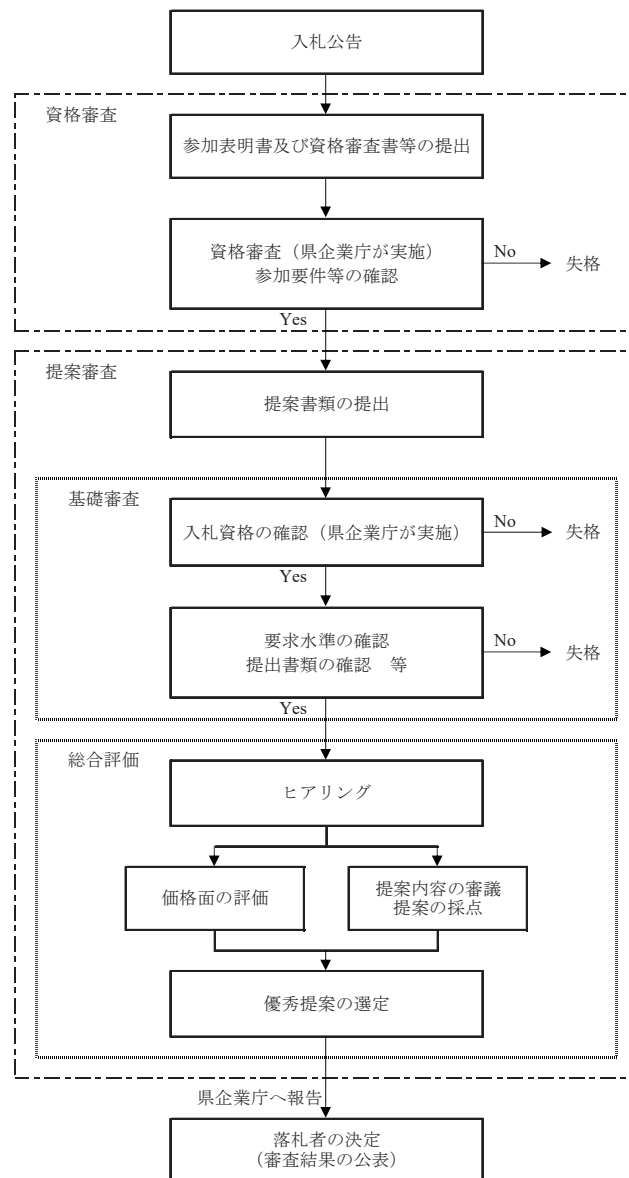 入札公告
資格審査
参加表明書及び資格審査書等の提出
資格審査（県企業庁が実施）
参加要件等の確認
No
失格
Yes
提案審査
提案書類の提出
基礎審査
入札資格の確認（県企業庁が実施）
No
失格
Yes
要求水準の確認
提出書類の確認　等
No
失格
Yes
総合評価
ヒアリング
価格面の評価
提案内容の審議
提案の採点
優秀提案の選定
県企業庁へ報告
落札者の決定
（審査結果の公表）